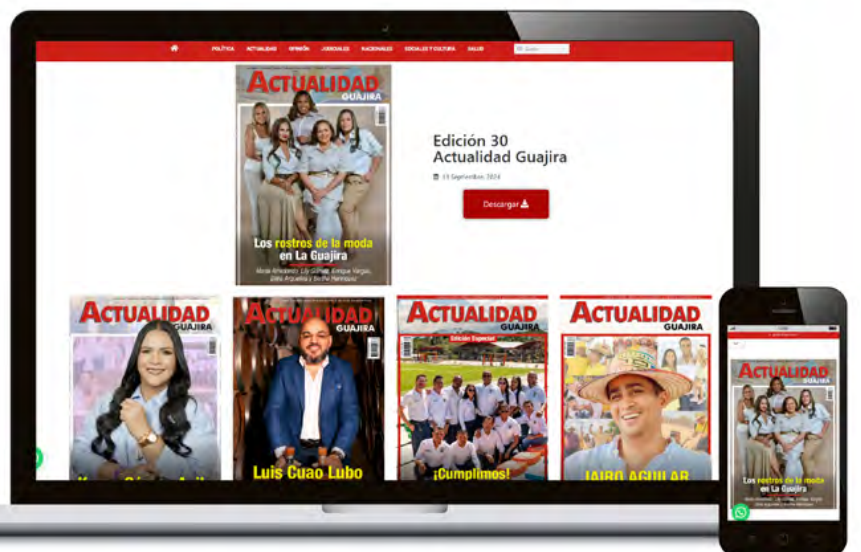 POLÍTICA ACTUALIDAD OPINIÓN JUDICIALES NACIONALES SOCIALES Y CULTURA SALUD
ACTUALIDAD
GUAJIRA
Los rostros de la moda
en La Guajira
Edición 30
Actualidad Guajira
Septiembre, 2024
Descargar
ACTUALIDAD
GUAJIRA
ACTUALIDAD
GUAJIRA
Luis Cuao Lubo
ACTUALIDAD
GUAJIRA
Edición Especial
¡Cumplimos!
ACTUALIDAD
GUAJIRA
JAIRO AGUILAR
ACTUALIDAD
GUAJIRA
Los rostros de la moda
en La Guajira